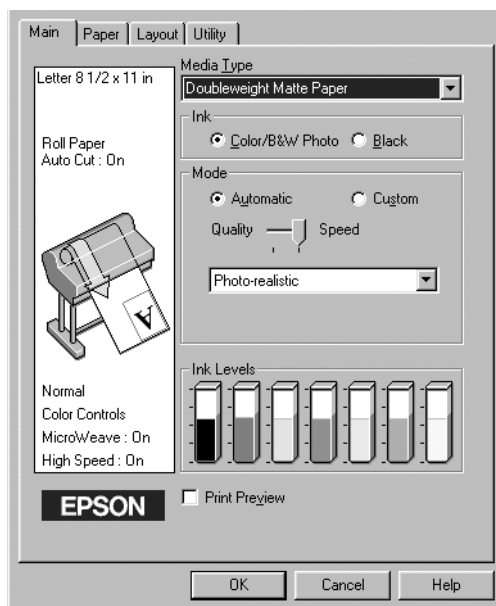 Main Paper Layout Utility
Letter 8 1/2 x 11 in
Roll Paper
Auto Cut : On
A
Normal
Color Controls
MicroWeave : On
High Speed : On
EPSON
Media Type
Doubleweight Matte Paper
Ink
Color/B&W Photo Black
Mode
Automatic Custom
Quality Speed
Photo-realistic
Ink Levels
Print Preview
OK Cancel Help